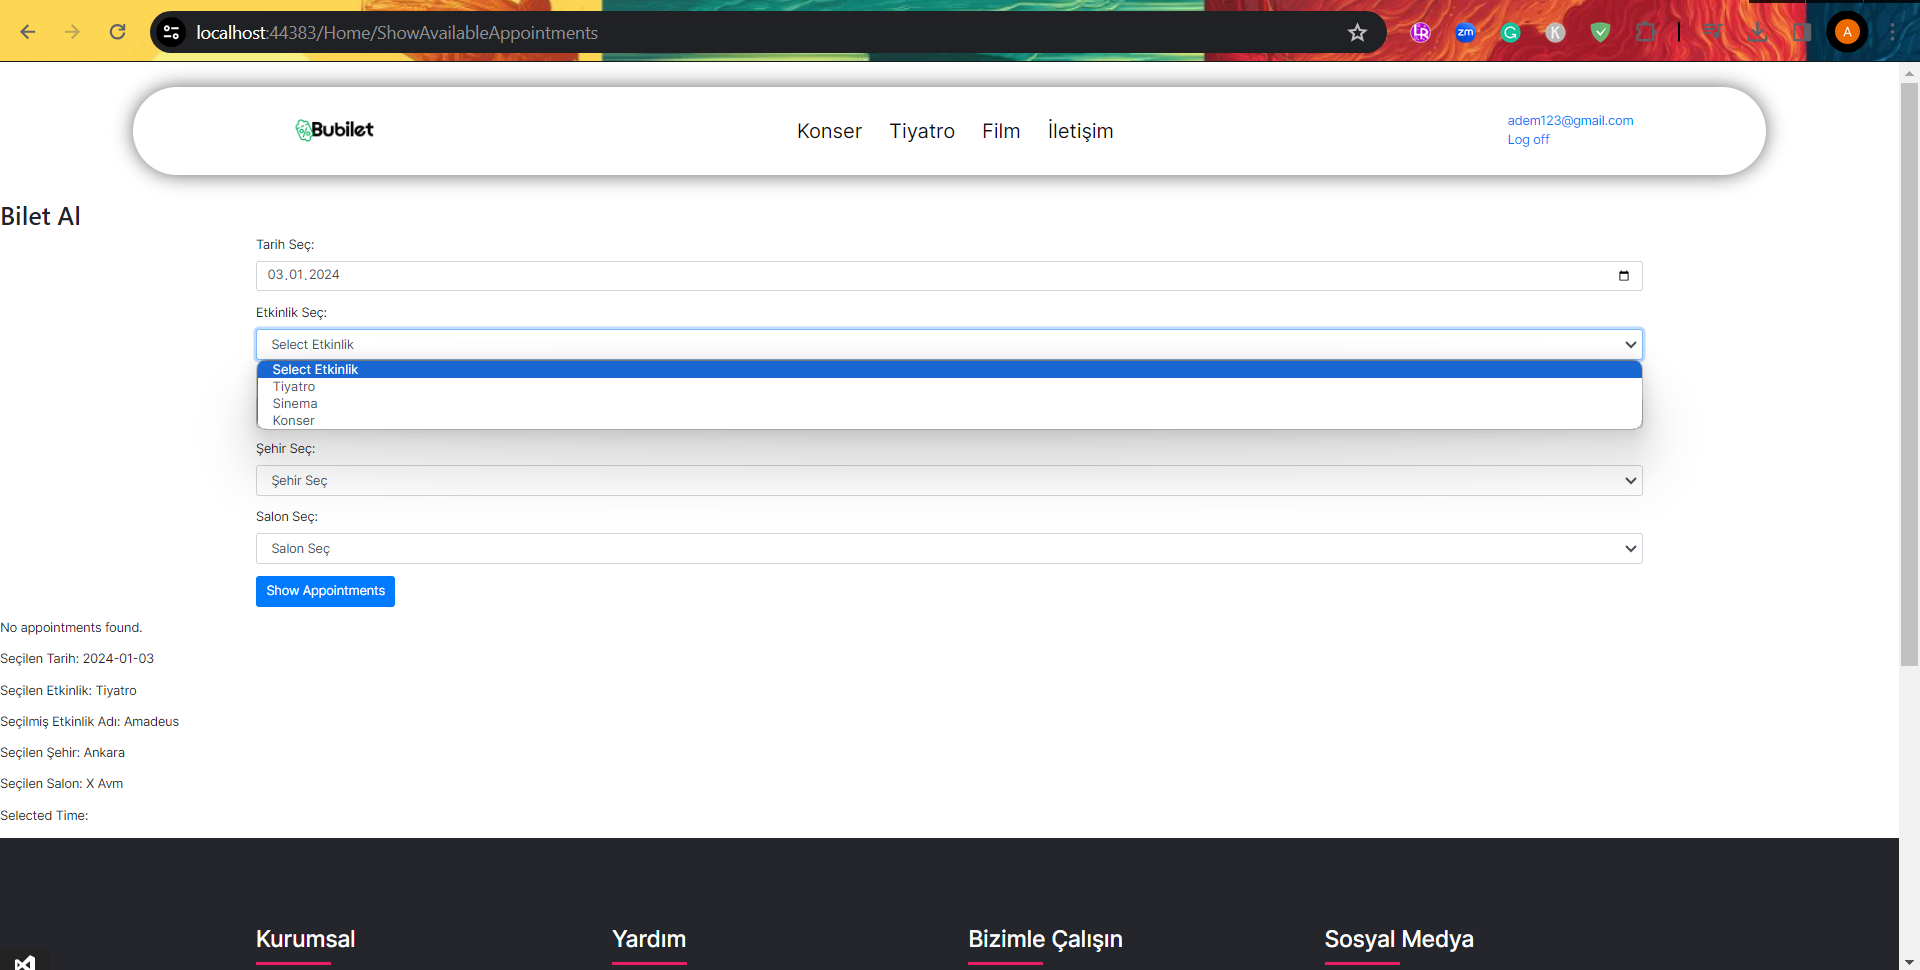 localhost:44383/Home/ShowAvailableAppointments
LR
zm
G
K
A
Bubilet
Konser Tiyatro Film İletişim
adem123@gmail.com
Log off
Bilet Al
Tarih Seç:
03.01.2024
Etkinlik Seç:
Select Etkinlik
Select Etkinlik
Tiyatro
Sinema
Konser
Şehir Seç:
Şehir Seç
Salon Seç:
Salon Seç
Show Appointments
No appointments found.
Seçilen Tarih: 2024-01-03
Seçilen Etkinlik: Tiyatro
Seçilmiş Etkinlik Adı: Amadeus
Seçilen Şehir: Ankara
Seçilen Salon: X Avm
Selected Time:
Kurumsal Yardım Bizimle Çalışın Sosyal Medya